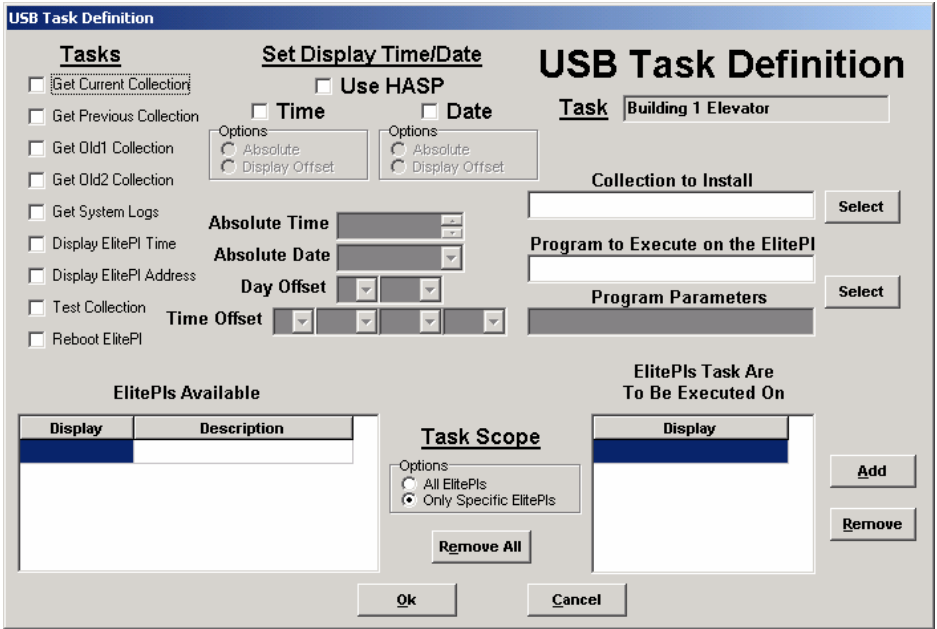 USB Task Definition
Tasks
Get Current Collection
Get Previous Collection
Get Old1 Collection
Get Old2 Collection
Get System Logs
Display ElitePI Time
Display ElitePI Address
Test Collection
Reboot ElitePI
Set Display Time/Date
Use HASP
Time
Date
Options
Absolute
Display Offset
Options
Absolute
Display Offset
Absolute Time
Absolute Date
Day Offset
Time Offset
USB Task Definition
Task Building 1 Elevator
Collection to Install
Select
Program to Execute on the ElitePI
Select
Program Parameters
ElitePIs Available
Display Description
Task Scope
Options
All ElitePIs
Only Specific ElitePIs
Remove All
ElitePIs Task Are
To Be Executed On
Display
Add
Remove
Ok
Cancel